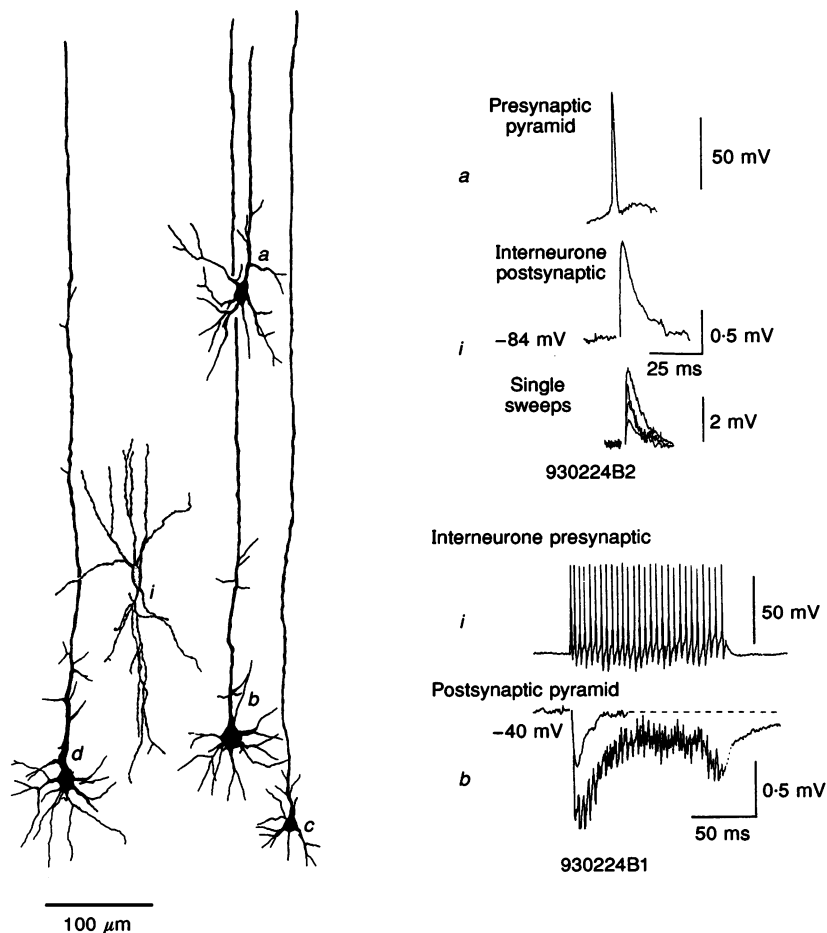 a
i
b
d
c
100 μm
Presynaptic
pyramid
a
50 mV
Interneurone
postsynaptic
i
−84 mV
0·5 mV
25 ms
Single
sweeps
2 mV
930224B2
Interneurone presynaptic
i
50 mV
Postsynaptic pyramid
−40 mV
b
0·5 mV
50 ms
930224B1